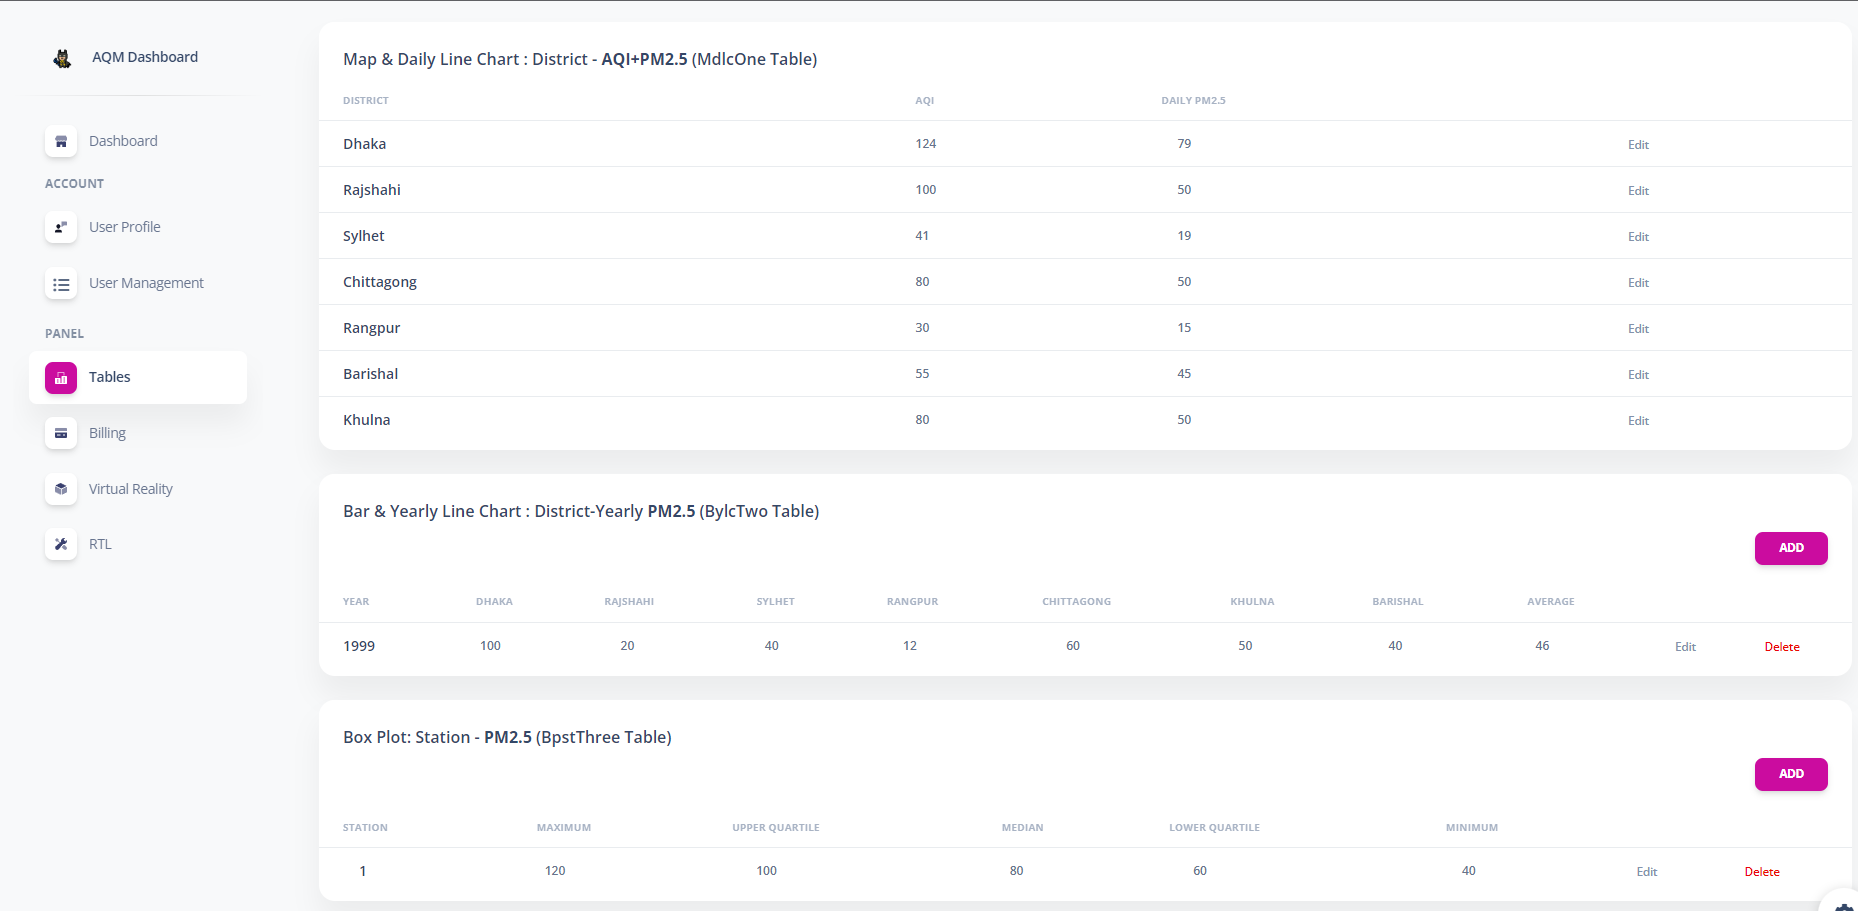 AQM Dashboard
Dashboard
ACCOUNT
User Profile
User Management
PANEL
Tables
Billing
Virtual Reality
RTL
Map & Daily Line Chart : District - AQI+PM2.5 (MdlcOne Table)
DISTRICT AQI DAILY PM2.5
Dhaka 124 79 Edit
Rajshahi 100 50 Edit
Sylhet 41 19 Edit
Chittagong 80 50 Edit
Rangpur 30 15 Edit
Barishal 55 45 Edit
Khulna 80 50 Edit
Bar & Yearly Line Chart : District-Yearly PM2.5 (BylcTwo Table)
ADD
YEAR DHAKA RAJSHAHI SYLHET RANGPUR CHITTAGONG KHULNA BARISHAL AVERAGE
1999 100 20 40 12 60 50 40 46 Edit Delete
Box Plot: Station - PM2.5 (BpstThree Table)
ADD
STATION MAXIMUM UPPER QUARTILE MEDIAN LOWER QUARTILE MINIMUM
1 120 100 80 60 40 Edit Delete